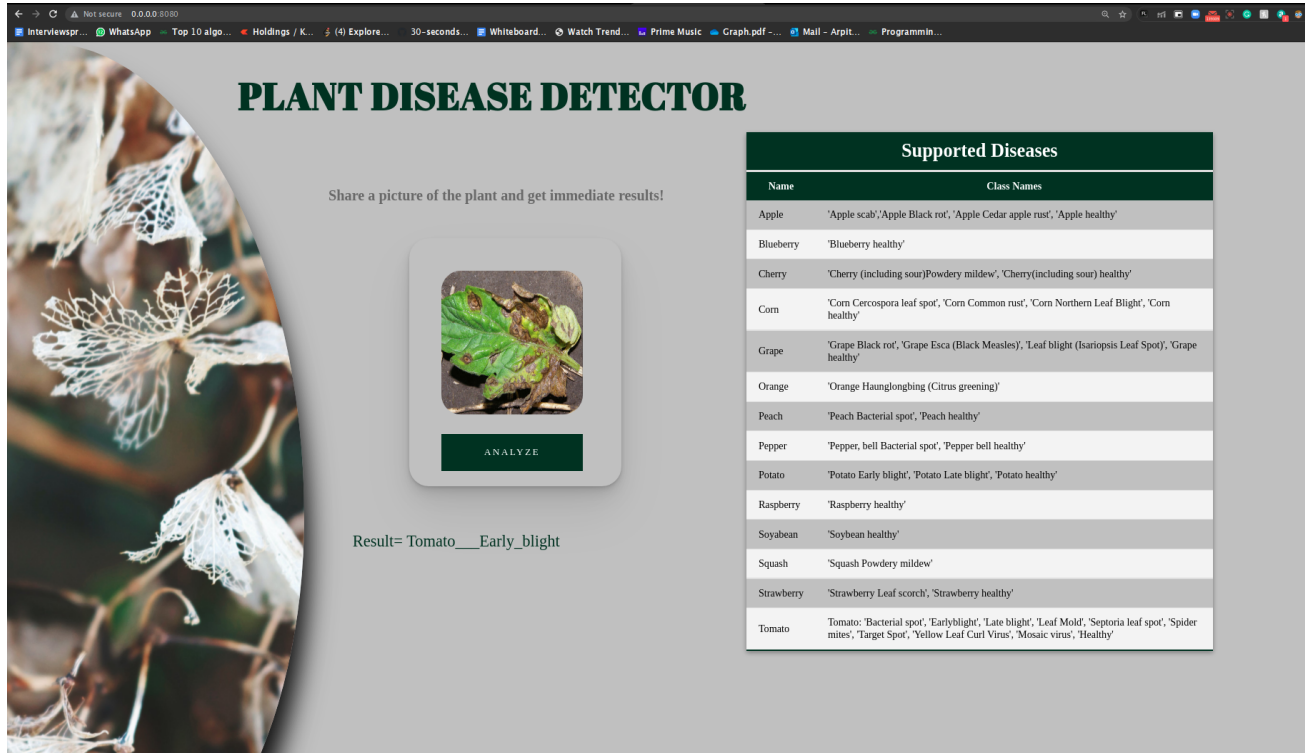 Not secure 0.0.0.0:8080
Interviewspr... WhatsApp Top 10 algo... Holdings / K... (4) Explore... 30-seconds... Whiteboard... Watch Trend... Prime Music Graph.pdf -... Mail - Arpit... Programmin...
PLANT DISEASE DETECTOR
Share a picture of the plant and get immediate results!
ANALYZE
Result= Tomato___Early_blight
Supported Diseases
Name Class Names
Apple 'Apple scab','Apple Black rot', 'Apple Cedar apple rust', 'Apple healthy'
Blueberry 'Blueberry healthy'
Cherry 'Cherry (including sour)Powdery mildew', 'Cherry(including sour) healthy'
Corn 'Corn Cercospora leaf spot', 'Corn Common rust', 'Corn Northern Leaf Blight', 'Corn
healthy'
Grape 'Grape Black rot', 'Grape Esca (Black Measles)', 'Leaf blight (Isariopsis Leaf Spot)', 'Grape
healthy'
Orange 'Orange Haunglongbing (Citrus greening)'
Peach 'Peach Bacterial spot', 'Peach healthy'
Pepper 'Pepper, bell Bacterial spot', 'Pepper bell healthy'
Potato 'Potato Early blight', 'Potato Late blight', 'Potato healthy'
Raspberry 'Raspberry healthy'
Soyabean 'Soybean healthy'
Squash 'Squash Powdery mildew'
Strawberry 'Strawberry Leaf scorch', 'Strawberry healthy'
Tomato Tomato: 'Bacterial spot', 'Earlyblight', 'Late blight', 'Leaf Mold', 'Septoria leaf spot', 'Spider
mites', 'Target Spot', 'Yellow Leaf Curl Virus', 'Mosaic virus', 'Healthy'